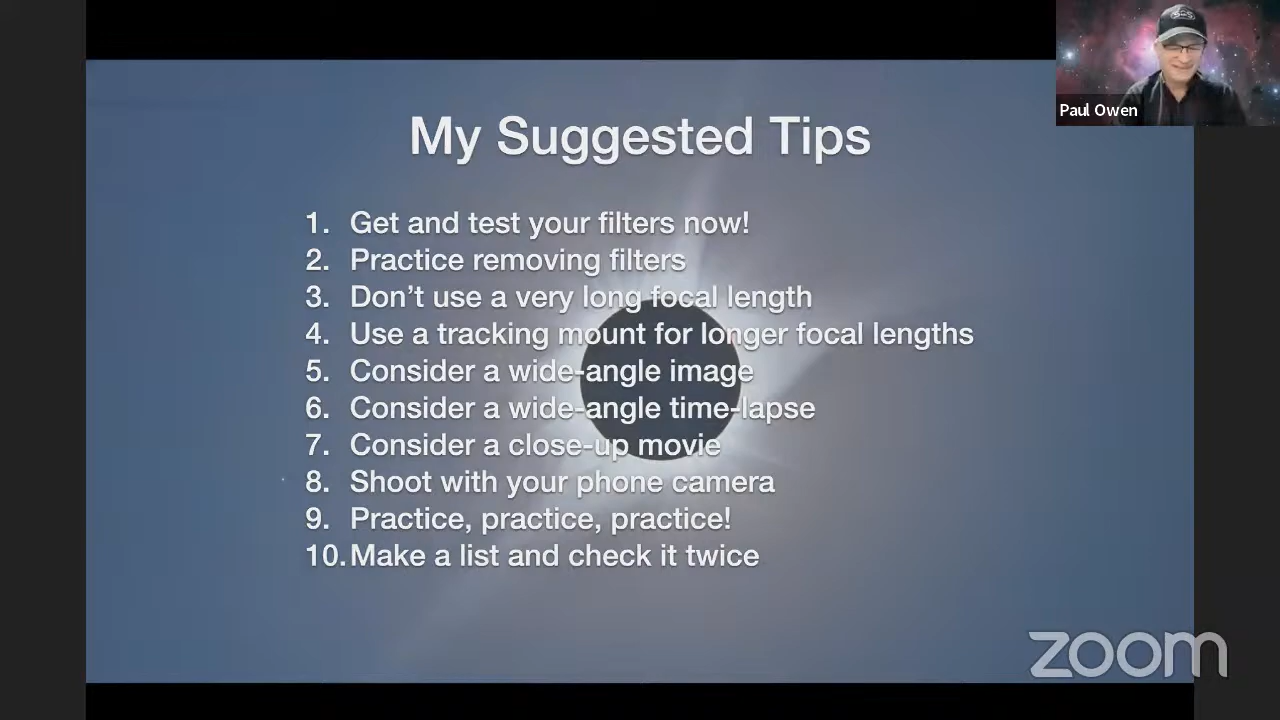 My Suggested Tips
1. Get and test your filters now!
2. Practice removing filters
3. Don’t use a very long focal length
4. Use a tracking mount for longer focal lengths
5. Consider a wide-angle image
6. Consider a wide-angle time-lapse
7. Consider a close-up movie
8. Shoot with your phone camera
9. Practice, practice, practice!
10. Make a list and check it twice
Paul Owen
zoom